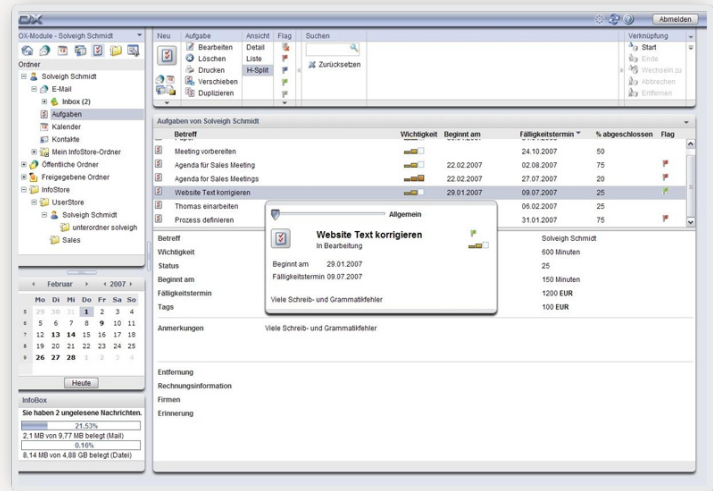 OX
Abmelden
OX-Module - Solveigh Schmidt
Ordner
Solveigh Schmidt
E-Mail
Inbox (2)
Aufgaben
Kalender
Kontakte
Mein InfoStore-Ordner
Öffentliche Ordner
Freigegebene Ordner
InfoStore
UserStore
Solveigh Schmidt
unterordner solveigh
Sales
Februar 2007
Mo Di Mi Do Fr Sa So
5 29 30 31 1 2 3 4
6 5 6 7 8 9 10 11
7 12 13 14 15 16 17 18
8 19 20 21 22 23 24 25
9 26 27 28 1 2 3 4
Heute
InfoBox
Sie haben 2 ungelesene Nachrichten.
21.53%
2,1 MB von 9,77 MB belegt (Mail)
0.16%
8,14 MB von 4,88 GB belegt (Datei)
Neu Aufgabe Ansicht Flag Suchen Verknüpfung
Bearbeiten Detail Start
Löschen Liste Ende
Drucken H-Split Zurücksetzen Wechseln zu
Verschieben Abbrechen
Duplizieren Entfernen
Aufgaben von Solveigh Schmidt
Betreff Wichtigkeit Beginnt am Fälligkeitstermin % abgeschlossen Flag
Meeting vorbereiten 24.10.2007 50
Agenda für Sales Meeting 22.02.2007 02.08.2007 75
Agenda for Sales Meetings 22.02.2007 27.07.2007 20
Website Text korrigieren 29.01.2007 09.07.2007 25
Thomas einarbeiten 06.02.2007 25
Prozess definieren 31.01.2007 75
Allgemein
Website Text korrigieren
In Bearbeitung
Beginnt am 29.01.2007
Fälligkeitstermin 09.07.2007
Viele Schreib- und Grammatikfehler
Betreff Solveigh Schmidt
Wichtigkeit 600 Minuten
Status 25
Beginnt am 150 Minuten
Fälligkeitstermin 1200 EUR
Tags 100 EUR
Anmerkungen Viele Schreib- und Grammatikfehler
Entfernung
Rechnungsinformation
Firmen
Erinnerung